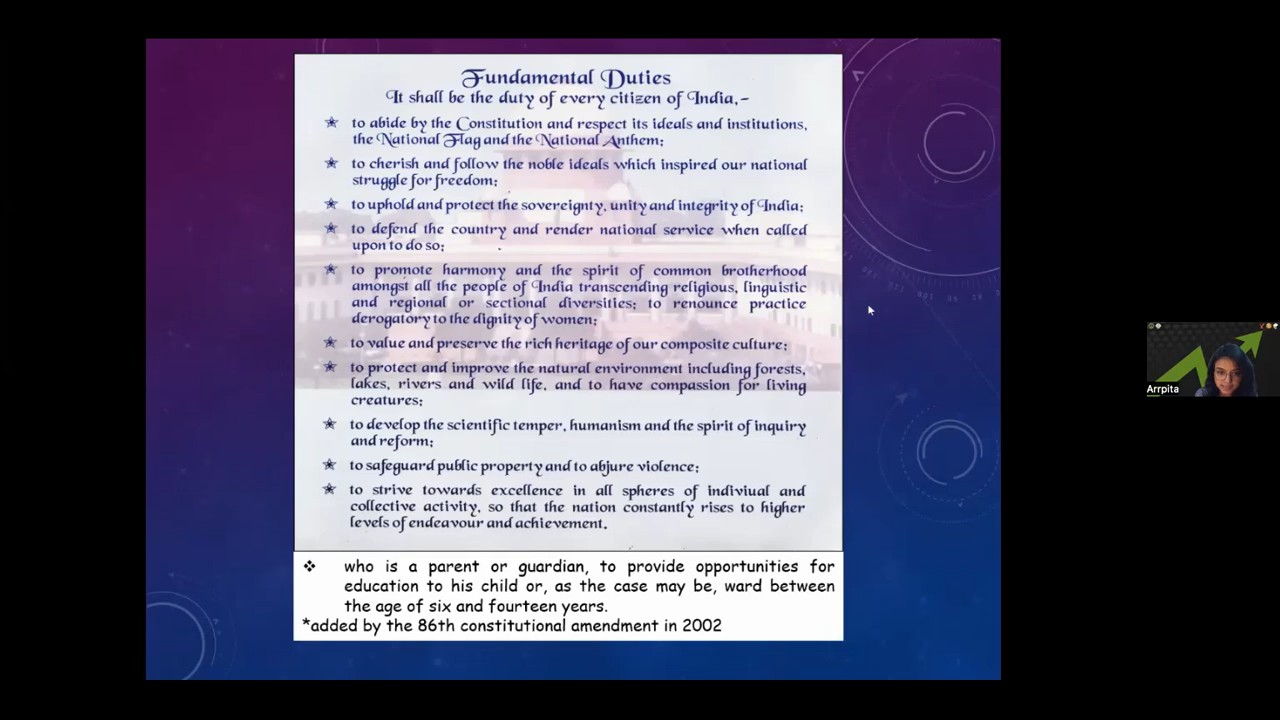 Fundamental Duties
It shall be the duty of every citizen of India,-
to abide by the Constitution and respect its ideals and institutions,
the National Flag and the National Anthem;
to cherish and follow the noble ideals which inspired our national
struggle for freedom;
to uphold and protect the sovereignty, unity and integrity of India;
to defend the country and render national service when called
upon to do so;
to promote harmony and the spirit of common brotherhood
amongst all the people of India transcending religious, linguistic
and regional or sectional diversities; to renounce practice
derogatory to the dignity of women;
to value and preserve the rich heritage of our composite culture;
to protect and improve the natural environment including forests,
lakes, rivers and wild life, and to have compassion for living
creatures;
to develop the scientific temper, humanism and the spirit of inquiry
and reform;
to safeguard public property and to abjure violence;
to strive towards excellence in all spheres of indiviual and
collective activity, so that the nation constantly rises to higher
levels of endeavour and achievement.
who is a parent or guardian, to provide opportunities for
education to his child or, as the case may be, ward between
the age of six and fourteen years.
*added by the 86th constitutional amendment in 2002
Arrpita